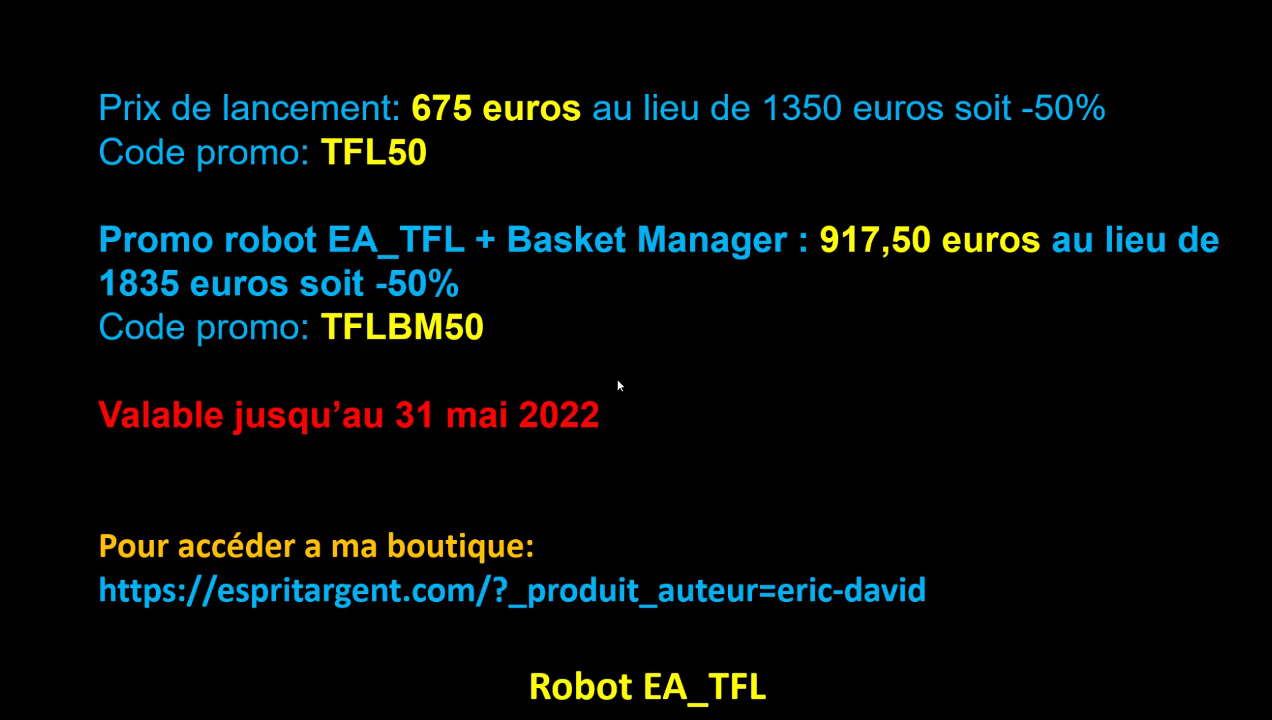 Prix de lancement: 675 euros au lieu de 1350 euros soit -50%
Code promo: TFL50
Promo robot EA_TFL + Basket Manager : 917,50 euros au lieu de
1835 euros soit -50%
Code promo: TFLBM50
Valable jusqu’au 31 mai 2022
Pour accéder a ma boutique:
https://espritargent.com/?_produit_auteur=eric-david
Robot EA_TFL